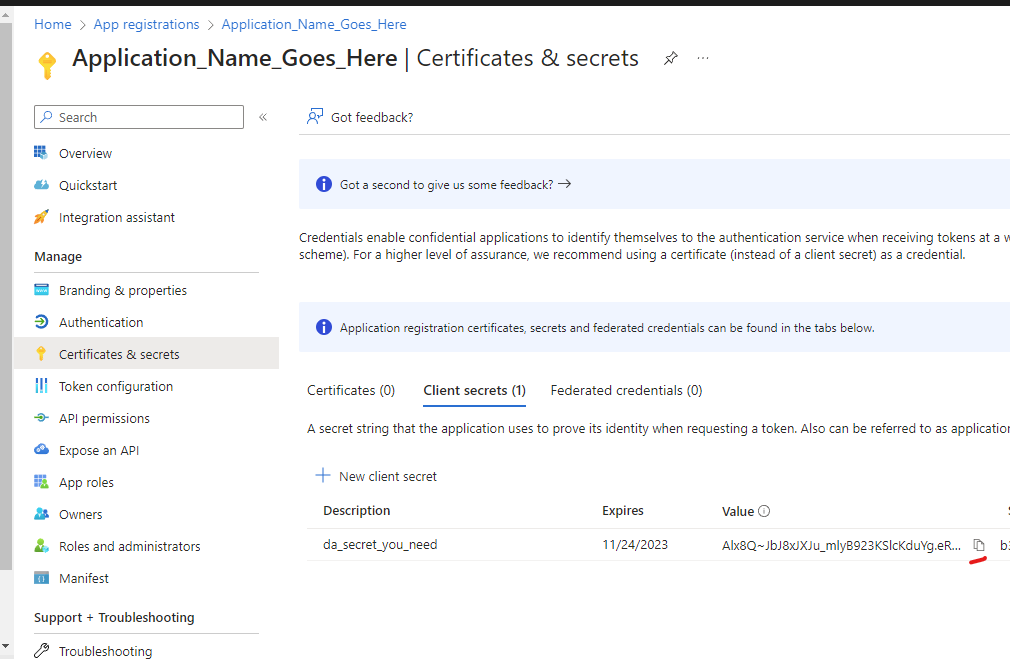 Home > App registrations > Application_Name_Goes_Here
Application_Name_Goes_Here | Certificates & secrets
Search
Overview
Quickstart
Integration assistant
Manage
Branding & properties
Authentication
Certificates & secrets
Token configuration
API permissions
Expose an API
App roles
Owners
Roles and administrators
Manifest
Support + Troubleshooting
Troubleshooting
Got feedback?
Got a second to give us some feedback?
Credentials enable confidential applications to identify themselves to the authentication service when receiving tokens at a w
scheme). For a higher level of assurance, we recommend using a certificate (instead of a client secret) as a credential.
Application registration certificates, secrets and federated credentials can be found in the tabs below.
Certificates (0) Client secrets (1) Federated credentials (0)
A secret string that the application uses to prove its identity when requesting a token. Also can be referred to as application
New client secret
Description Expires Value
da_secret_you_need 11/24/2023 Alx8Q~JbJ8xJXJu_mlyB923KSlcKduYg.eR...